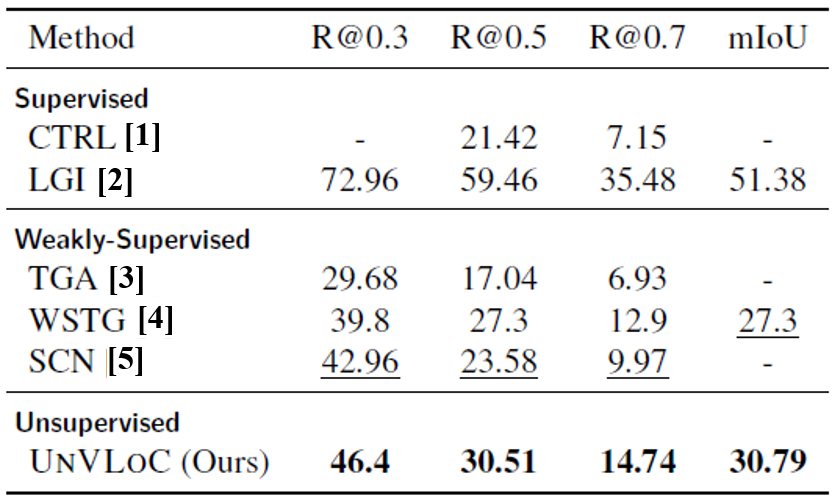 Method R@0.3 R@0.5 R@0.7 mIoU
Supervised
CTRL [1] - 21.42 7.15 -
LGI [2] 72.96 59.46 35.48 51.38
Weakly-Supervised
TGA [3] 29.68 17.04 6.93 -
WSTG [4] 39.8 27.3 12.9 27.3
SCN [5] 42.96 23.58 9.97 -
Unsupervised
UNVLOC (Ours) 46.4 30.51 14.74 30.79